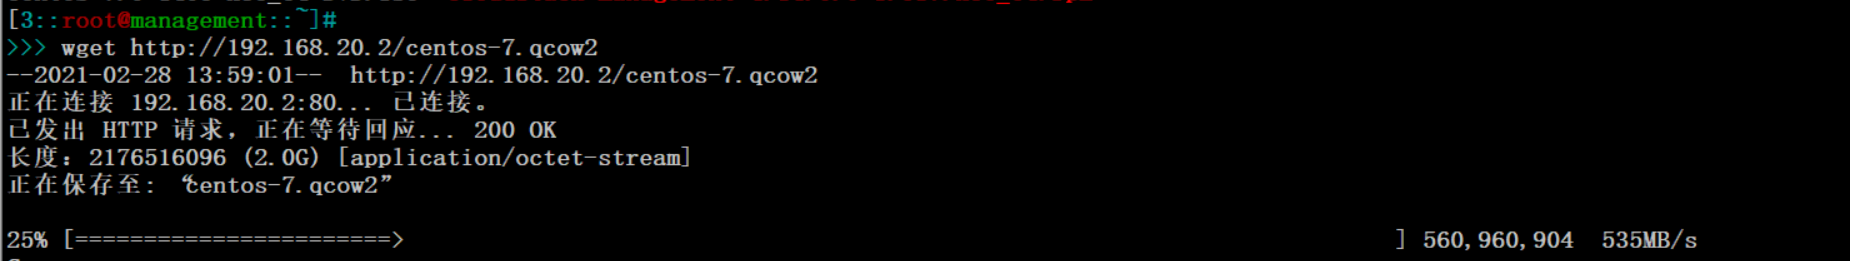 [3::root@management::~]#
>>> wget http://192.168.20.2/centos-7.qcow2
--2021-02-28 13:59:01--  http://192.168.20.2/centos-7.qcow2
正在连接 192.168.20.2:80... 已连接。
已发出 HTTP 请求，正在等待回应... 200 OK
长度：2176516096 (2.0G) [application/octet-stream]
正在保存至: “centos-7.qcow2”
25% [=======================> ] 560,960,904  535MB/s